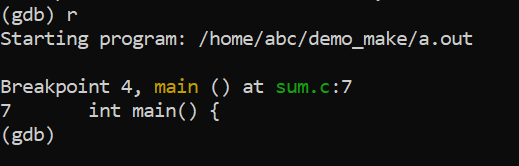 (gdb) r
Starting program: /home/abc/demo_make/a.out
Breakpoint 4, main () at sum.c:7
7       int main() {
(gdb)